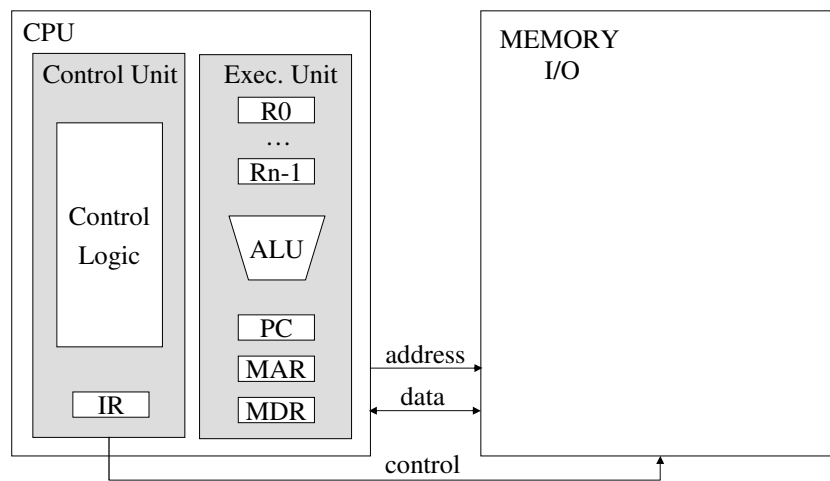 CPU
Control Unit
Control
Logic
IR
Exec. Unit
R0
…
Rn-1
ALU
PC
MAR
MDR
address
data
control
MEMORY
I/O